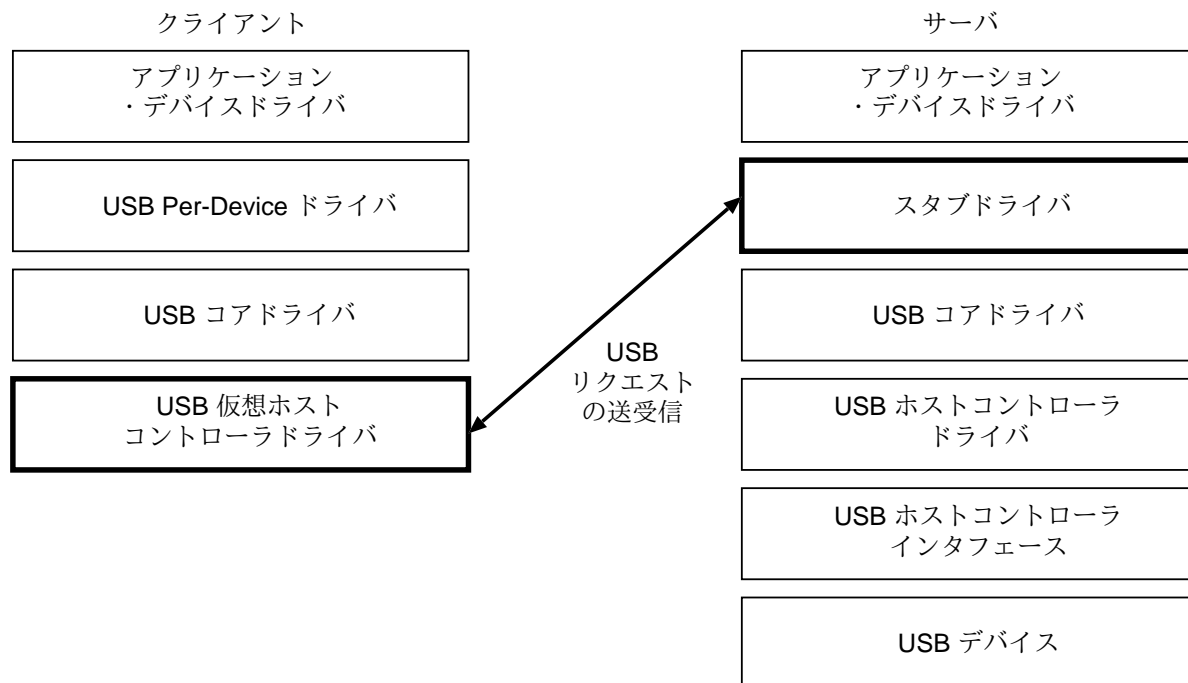 クライアント
アプリケーション
・デバイスドライバ
USB Per-Device ドライバ
USB コアドライバ
USB 仮想ホスト
コントローラドライバ
USB
リクエスト
の送受信
サーバ
アプリケーション
・デバイスドライバ
スタブドライバ
USB コアドライバ
USB ホストコントローラ
ドライバ
USB ホストコントローラ
インタフェース
USB デバイス